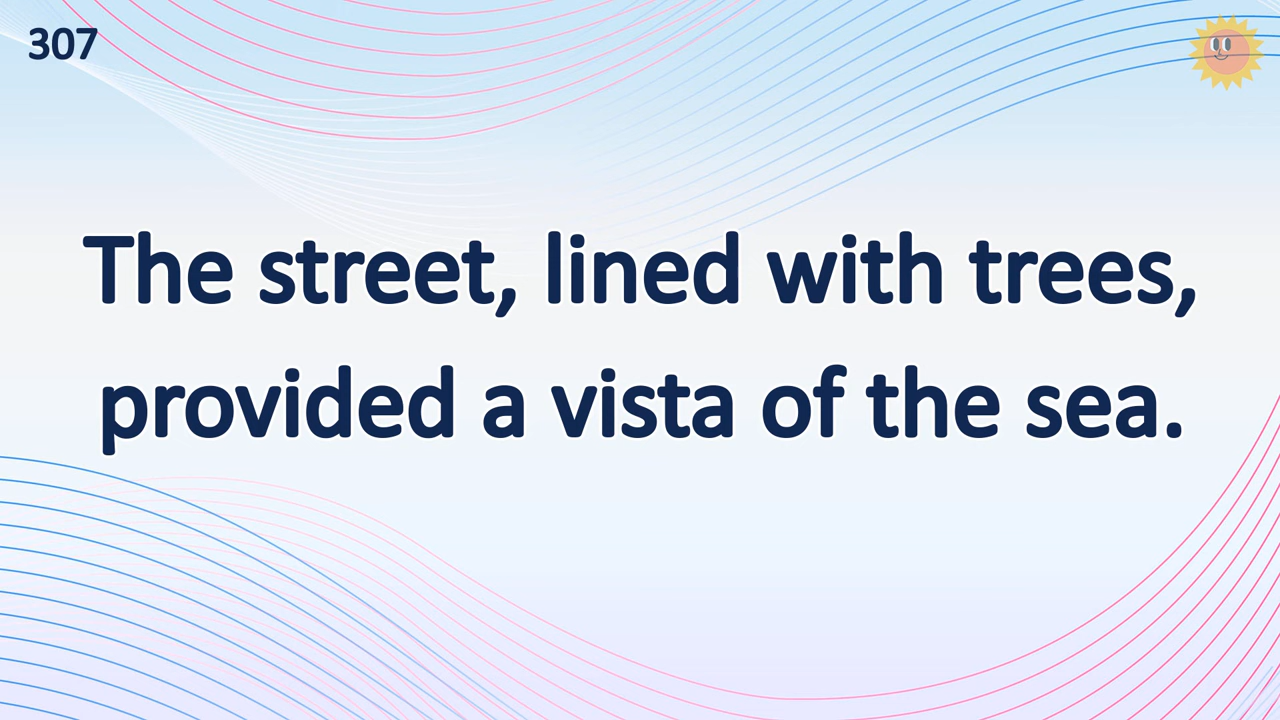 307
The street, lined with trees,
provided a vista of the sea.